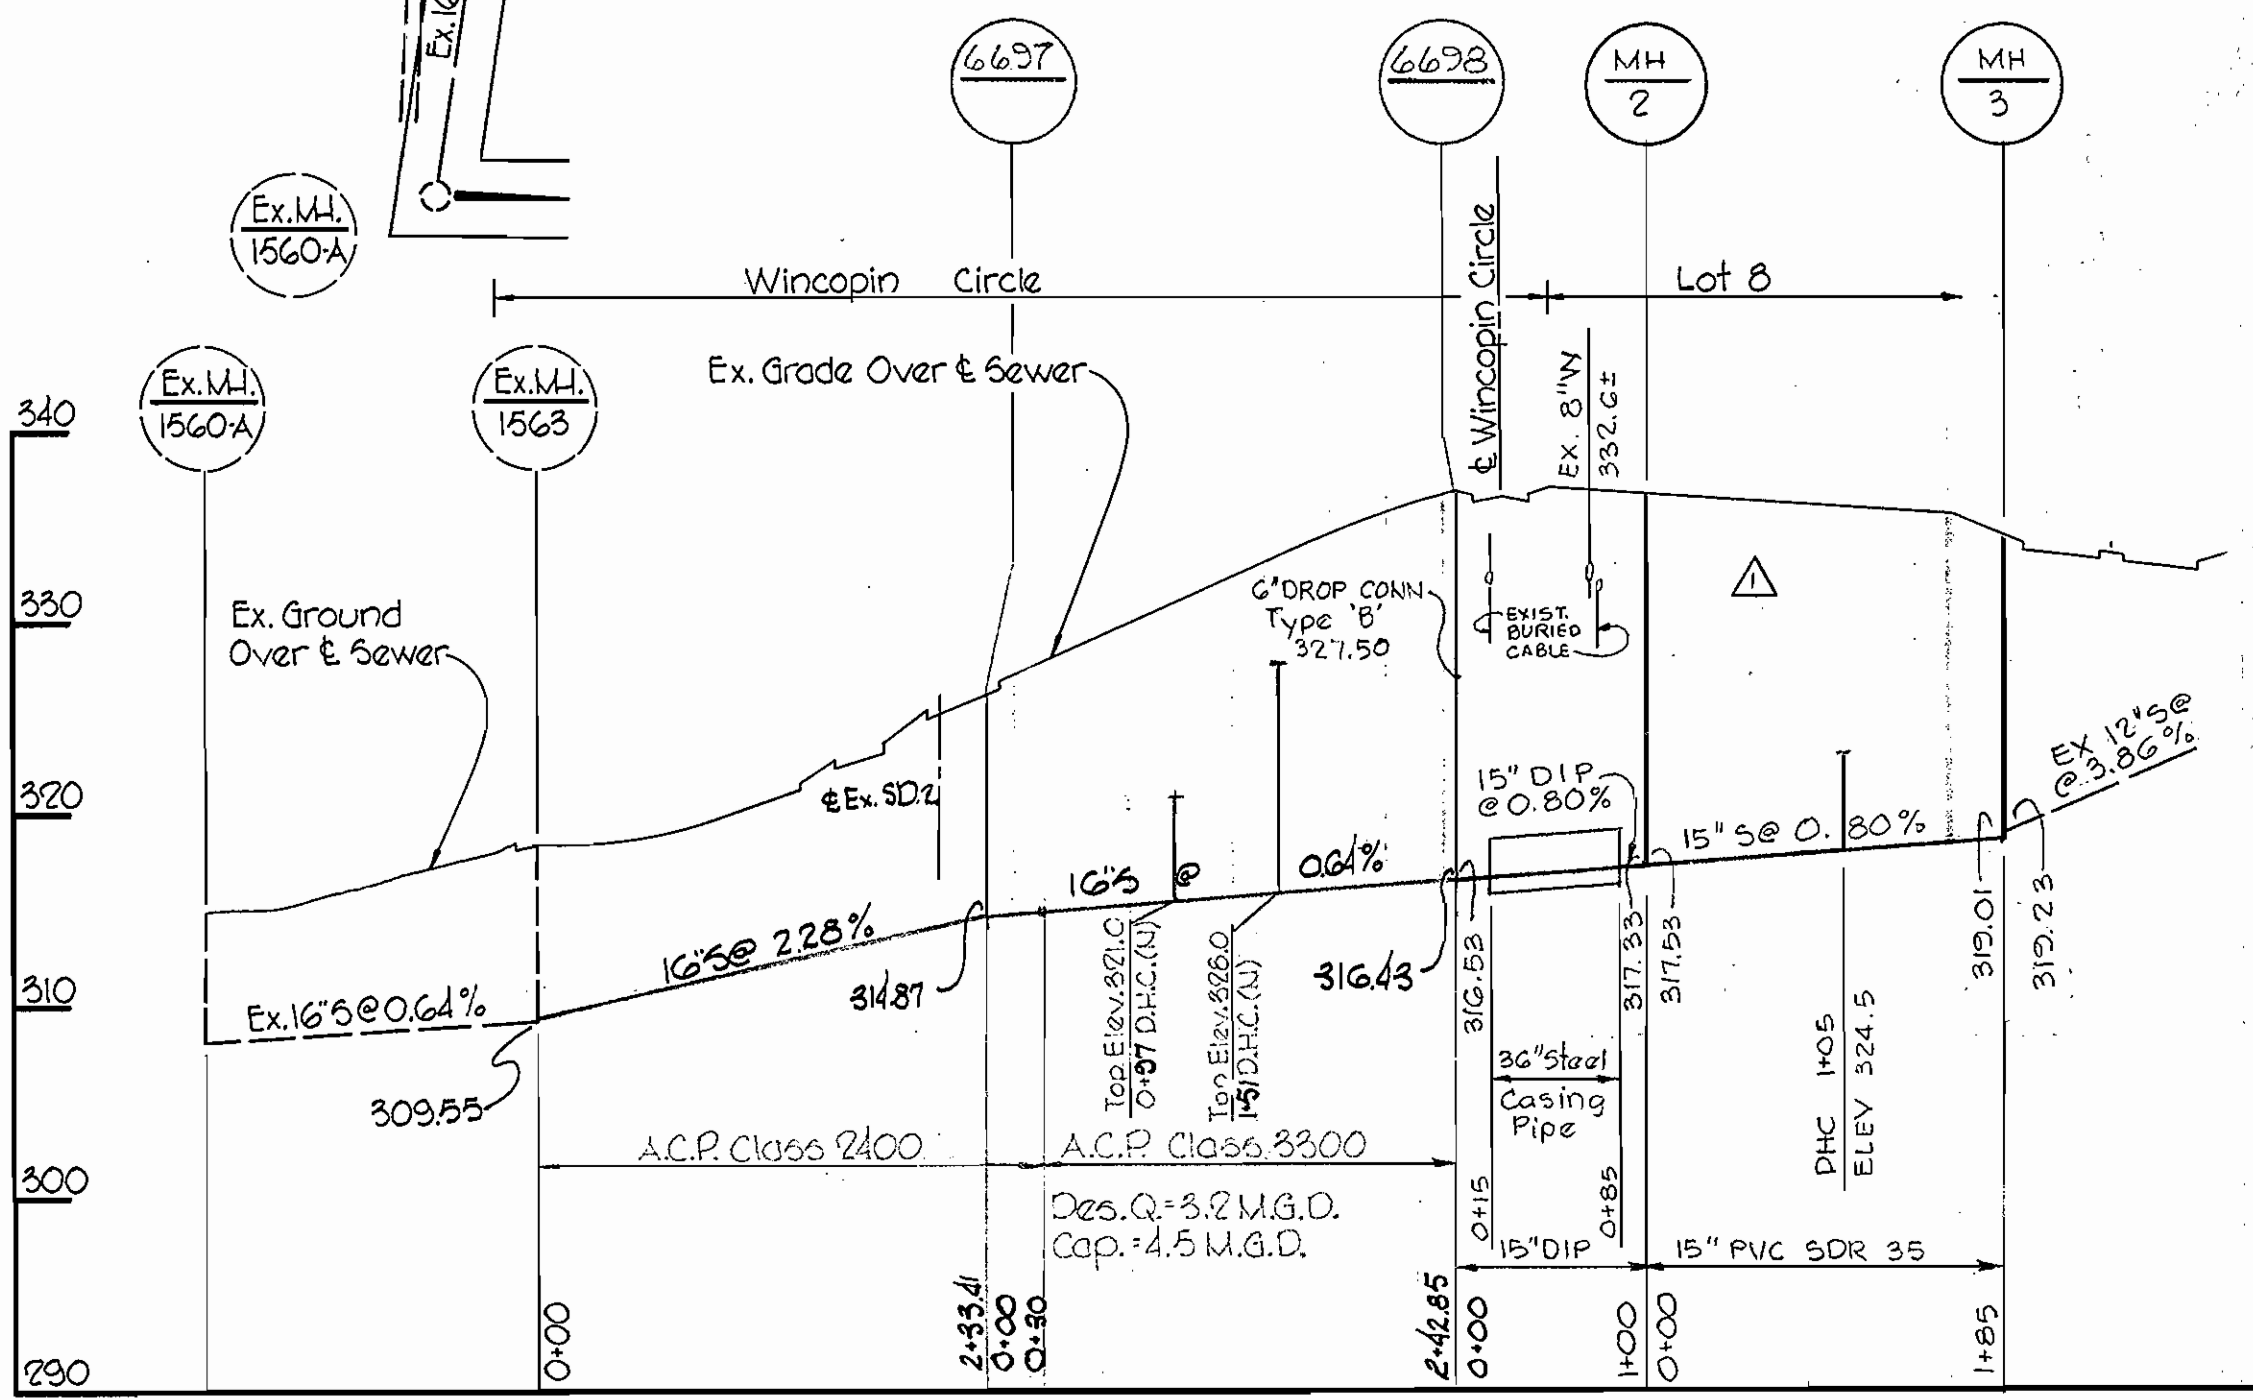 6697
6698
MH
2
MH
3
Ex.M.H.
1560-A
Wincopin Circle
℄ Wincopin Circle
Lot 8
Ex. Grade Over ℄ Sewer
Ex.M.H.
1560-A
Ex.M.H.
1563
EX. 8"W
332.6±
340
330
320
310
300
290
Ex. Ground
Over ℄ Sewer
6" DROP CONN
Type 'B'
327.50
EXIST.
BURIED
CABLE
1
℄ Ex. S.D.2
15" DIP
@ 0.80%
EX 12"S@
@ 3.86%
16"S @ 0.64%
15" S@ 0.80%
16"S@ 2.28%
Ex.16"S@0.64%
309.55
314.87
316.43
316.53
317.33
317.53
319.01
319.23
Top Elev. 321.0
0+97 D.H.C.(N)
Top Elev. 328.0
1+51 D.H.C.(N)
36" Steel
Casing
Pipe
DHC 1+05
ELEV 324.5
A.C.P. Class 2400
A.C.P. Class 3300
Des. Q.=3.2 M.G.D.
Cap.=4.5 M.G.D.
0+15
0+85
15" DIP
15" PVC SDR 35
0+00
2+33.41
0+00
0+30
2+42.85
0+00
1+00
0+00
1+85